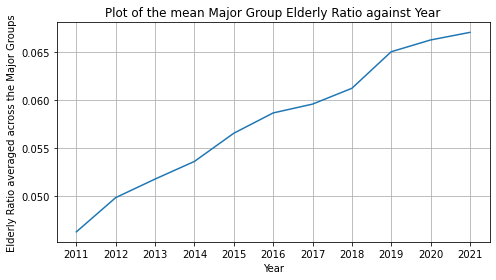 Plot of the mean Major Group Elderly Ratio against Year
Elderly Ratio averaged across the Major Groups
0.065
0.060
0.055
0.050
2011 2012 2013 2014 2015 2016 2017 2018 2019 2020 2021
Year